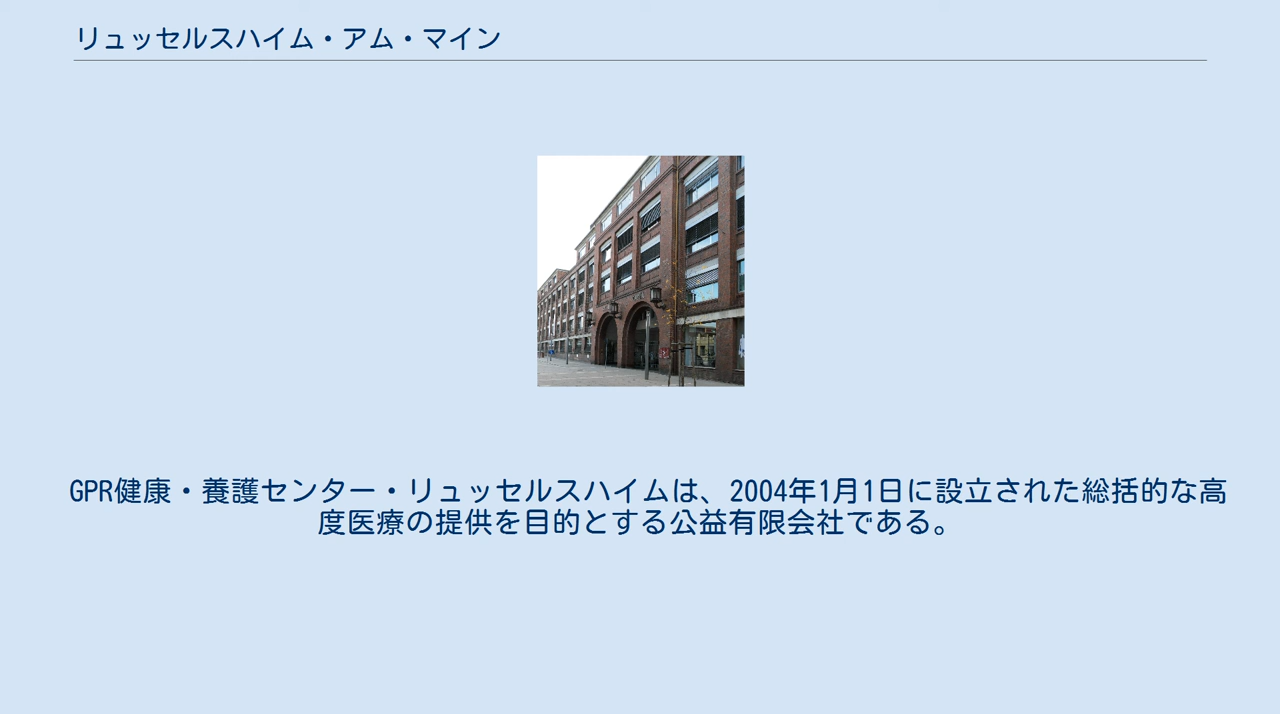 リュッセルスハイム・アム・マイン
GPR健康・養護センター・リュッセルスハイムは、2004年1月1日に設立された総括的な高
度医療の提供を目的とする公益有限会社である。